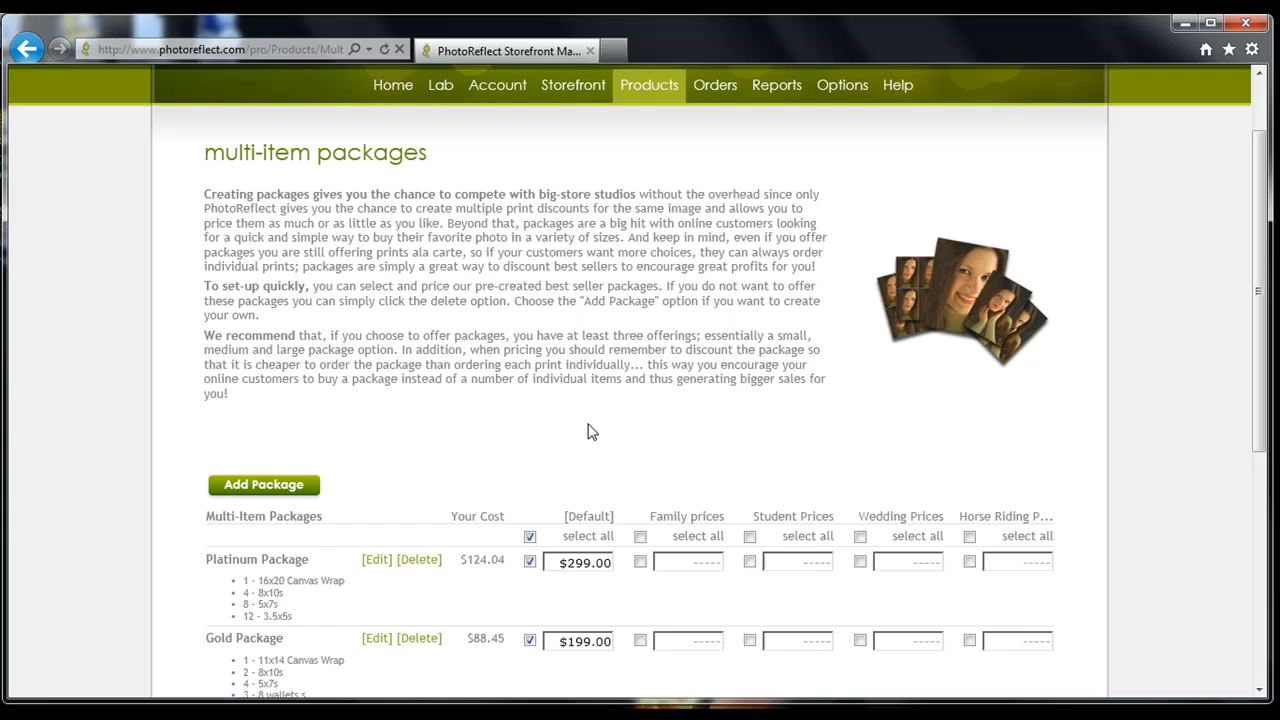 http://www.photoreflect.com/pro/Products/Mult
PhotoReflect Storefront Ma...
Home Lab Account Storefront Products Orders Reports Options Help
multi-item packages
Creating packages gives you the chance to compete with big-store studios without the overhead since only
PhotoReflect gives you the chance to create multiple print discounts for the same image and allows you to
price them as much or as little as you like. Beyond that, packages are a big hit with online customers looking
for a quick and simple way to buy their favorite photo in a variety of sizes. And keep in mind, even if you offer
packages you are still offering prints ala carte, so if your customers want more choices, they can always order
individual prints; packages are simply a great way to discount best sellers to encourage great profits for you!
To set-up quickly, you can select and price our pre-created best seller packages. If you do not want to offer
these packages you can simply click the delete option. Choose the "Add Package" option if you want to create
your own.
We recommend that, if you choose to offer packages, you have at least three offerings; essentially a small,
medium and large package option. In addition, when pricing you should remember to discount the package so
that it is cheaper to order the package than ordering each print individually... this way you encourage your
online customers to buy a package instead of a number of individual items and thus generating bigger sales for
you!
Add Package
Multi-Item Packages Your Cost [Default] Family prices Student Prices Wedding Prices Horse Riding P...
select all select all select all select all select all
Platinum Package [Edit] [Delete] $124.04 $299.00 ----- ----- ----- -----
• 1 - 16x20 Canvas Wrap
• 4 - 8x10s
• 8 - 5x7s
• 12 - 3.5x5s
Gold Package [Edit] [Delete] $88.45 $199.00 ----- ----- ----- -----
• 1 - 11x14 Canvas Wrap
• 2 - 8x10s
• 4 - 5x7s
• 3 - 8 wallets s